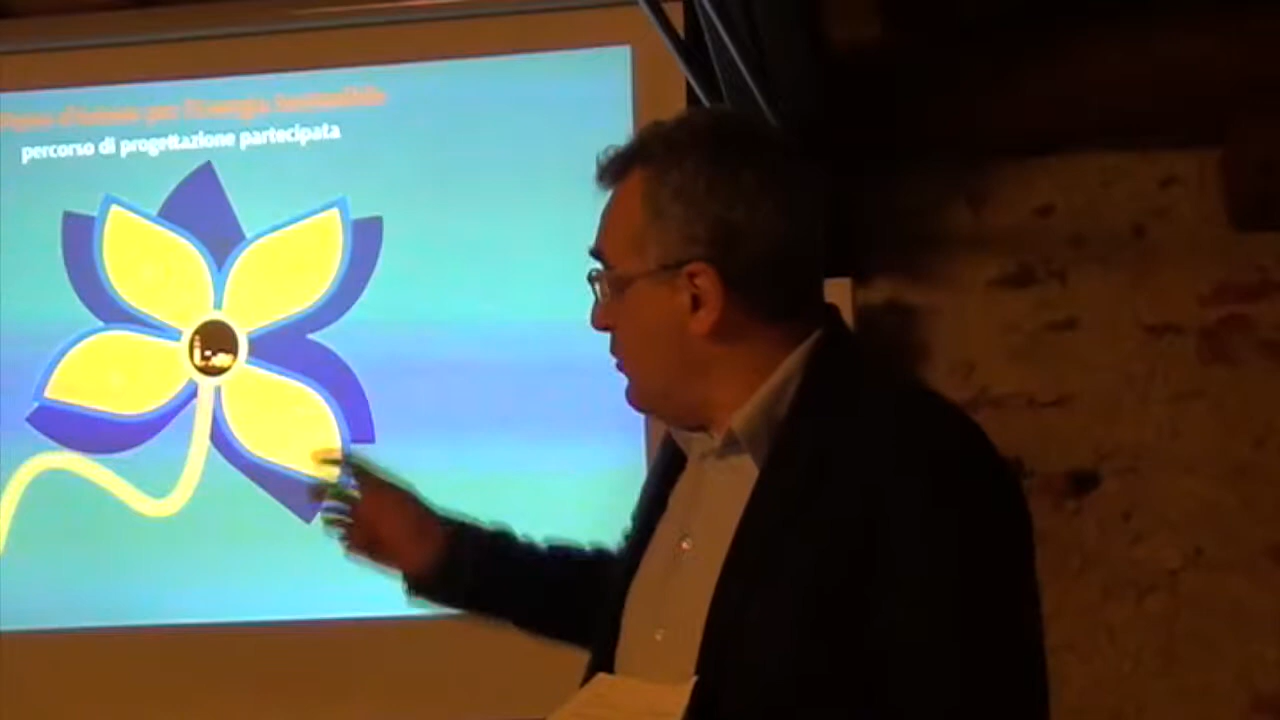 Piano d'Azione per l'Energia Sostenibile
percorso di progettazione partecipata